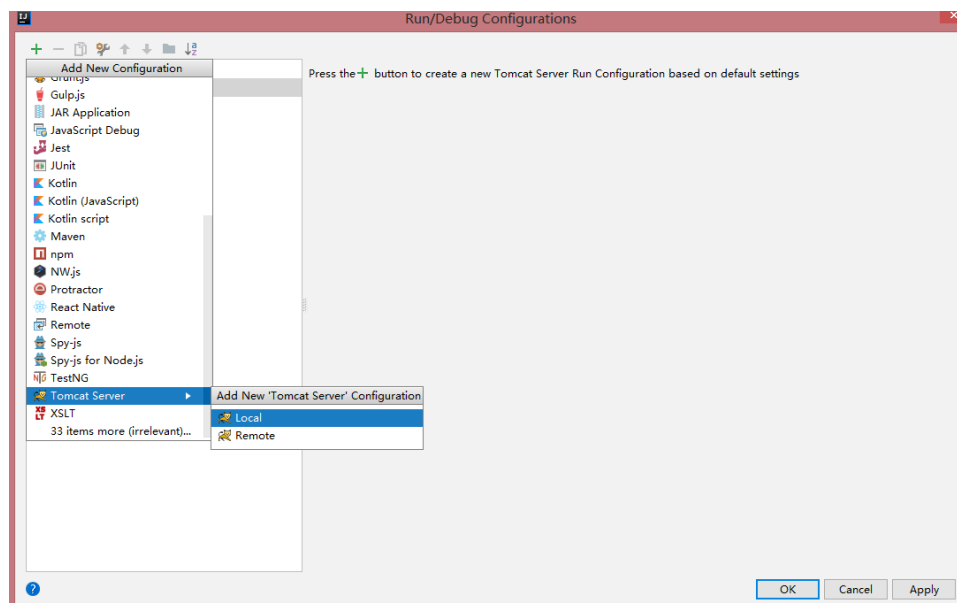 Run/Debug Configurations
Add New Configuration
Press the + button to create a new Tomcat Server Run Configuration based on default settings
Grunt.js
Gulp.js
JAR Application
JavaScript Debug
Jest
JUnit
Kotlin
Kotlin (JavaScript)
Kotlin script
Maven
npm
NW.js
Protractor
React Native
Remote
Spy-js
Spy-js for Node.js
TestNG
Tomcat Server
XSLT
33 items more (irrelevant)...
Add New 'Tomcat Server' Configuration
Local
Remote
OK
Cancel
Apply